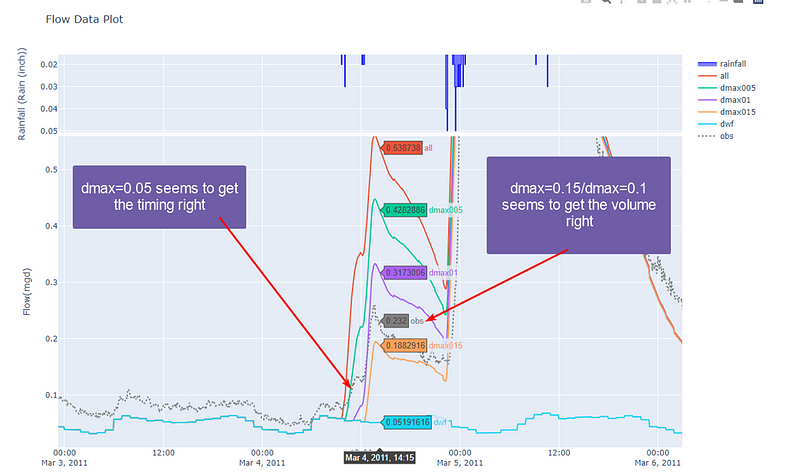 Flow Data Plot
Rainfall (Rain (inch))
0.02
0.03
0.04
0.05
rainfall
all
dmax005
dmax01
dmax015
dwf
obs
Flow(mgd)
0.5
0.4
0.3
0.2
0.1
dmax=0.05 seems to get
the timing right
dmax=0.15/dmax=0.1
seems to get the volume
right
0.538738 all
0.4282886 dmax005
0.3173006 dmax01
0.232 obs
0.1882916 dmax015
0.05191616 dwf
00:00
Mar 3, 2011
12:00
00:00
Mar 4, 2011
Mar 4, 2011, 14:15
00:00
Mar 5, 2011
12:00
00:00
Mar 6, 2011